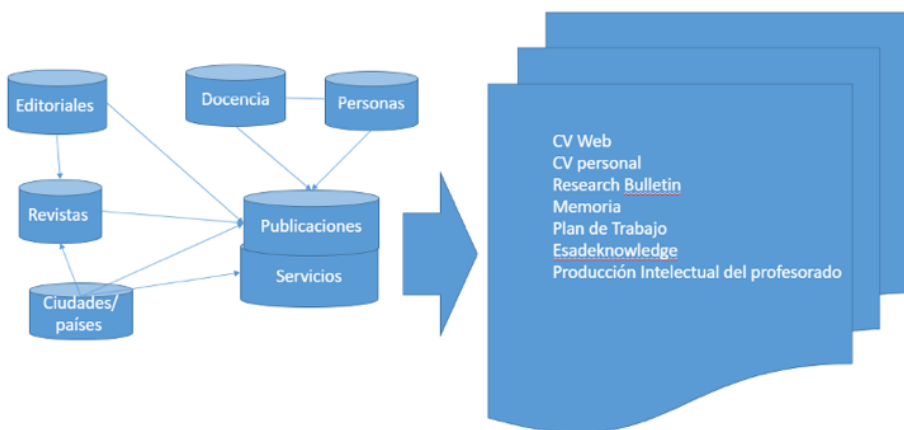 Editoriales
Docencia
Personas
Revistas
Publicaciones
Servicios
Ciudades/
países
CV Web
CV personal
Research Bulletin
Memoria
Plan de Trabajo
Esadeknowledge
Producción Intelectual del profesorado